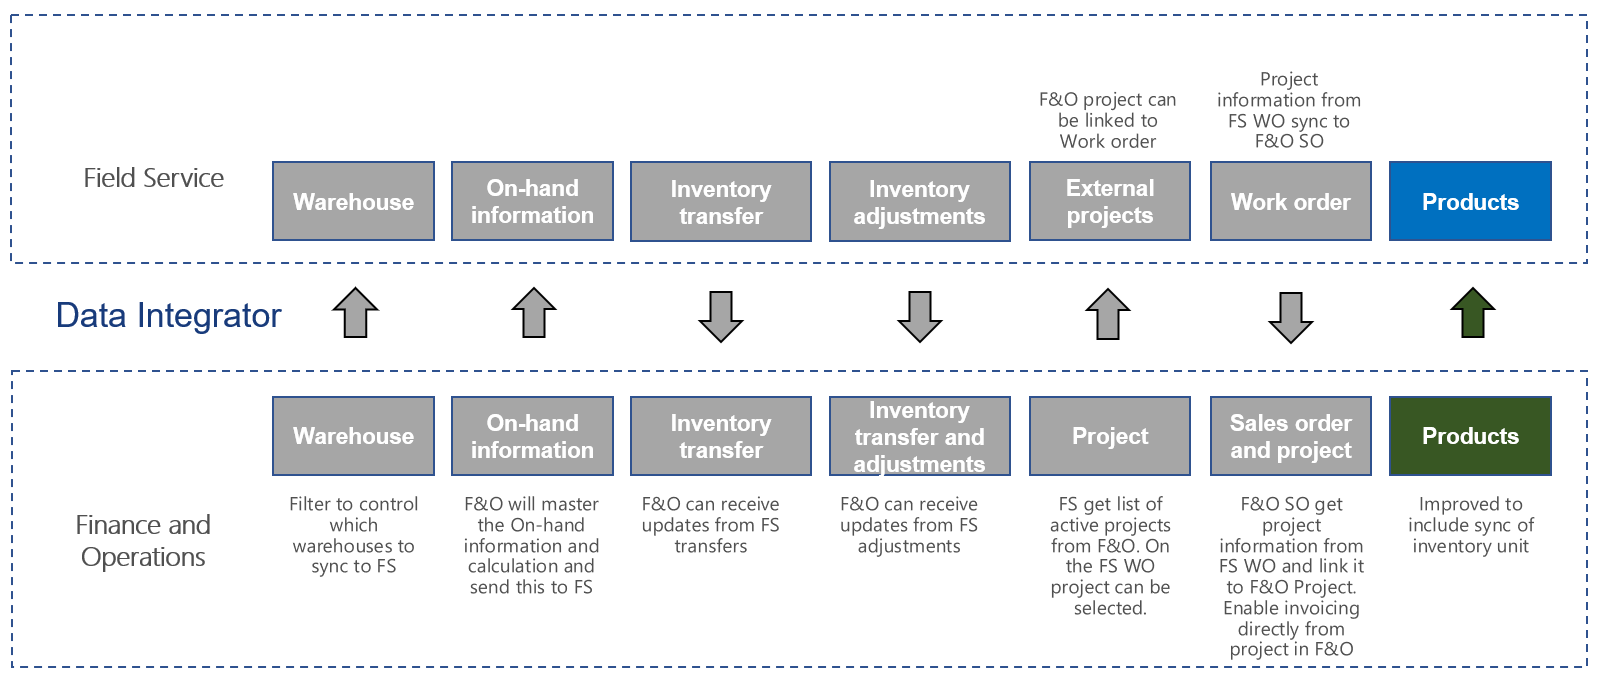 F&O project can
be linked to
Work order
Project
information from
FS WO sync to
F&O SO
Field Service
Warehouse
On-hand
information
Inventory
transfer
Inventory
adjustments
External
projects
Work order
Products
Data Integrator
Finance and
Operations
Warehouse
On-hand
information
Inventory
transfer
Inventory
transfer and
adjustments
Project
Sales order
and project
Products
Filter to control
which
warehouses to
sync to FS
F&O will master
the On-hand
information and
calculation and
send this to FS
F&O can receive
updates from FS
transfers
F&O can receive
updates from FS
adjustments
FS get list of
active projects
from F&O. On
the FS WO
project can be
selected.
F&O SO get
project
information from
FS WO and link it
to F&O Project.
Enable invoicing
directly from
project in F&O
Improved to
include sync of
inventory unit